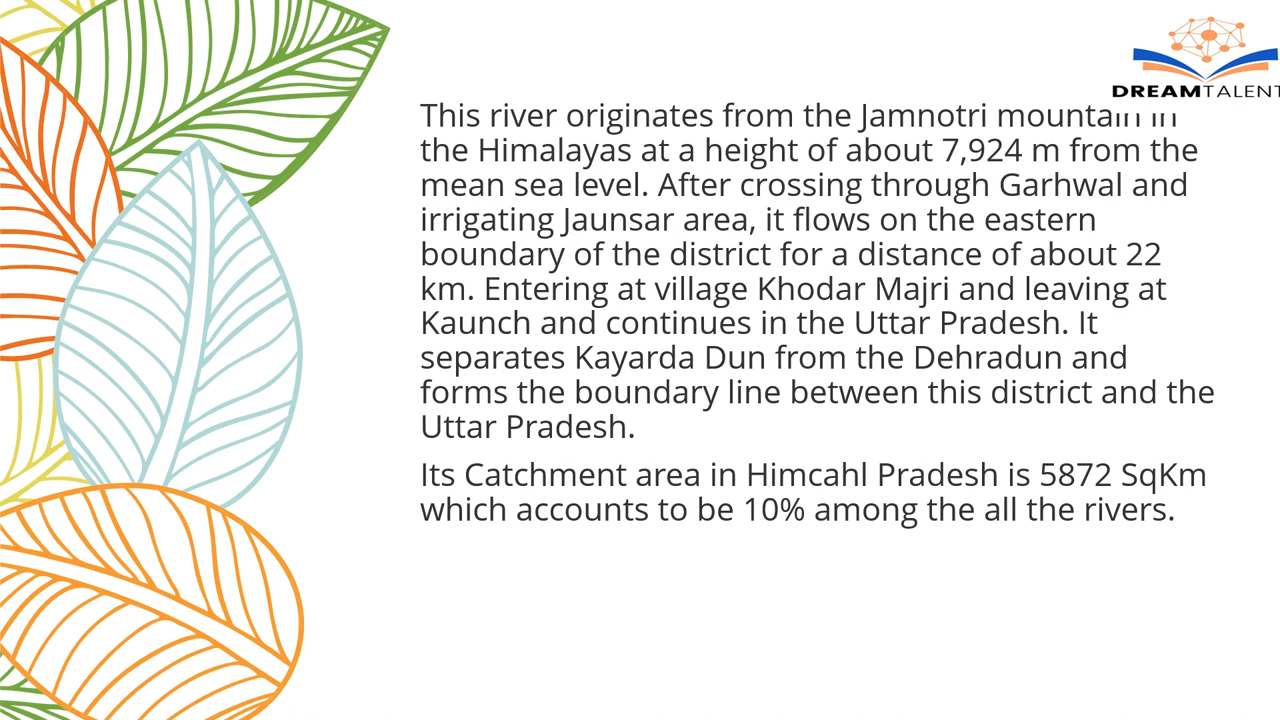 DREAMTALENT
This river originates from the Jamnotri mountain in
the Himalayas at a height of about 7,924 m from the
mean sea level. After crossing through Garhwal and
irrigating Jaunsar area, it flows on the eastern
boundary of the district for a distance of about 22
km. Entering at village Khodar Majri and leaving at
Kaunch and continues in the Uttar Pradesh. It
separates Kayarda Dun from the Dehradun and
forms the boundary line between this district and the
Uttar Pradesh.
Its Catchment area in Himcahl Pradesh is 5872 SqKm
which accounts to be 10% among the all the rivers.